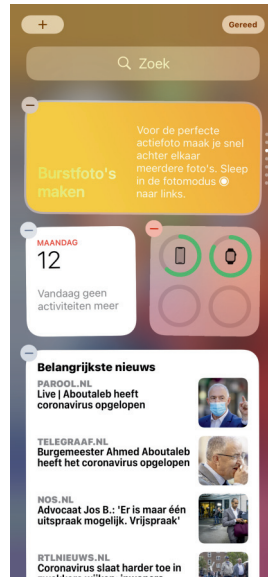 +
Gereed
Zoek
Burstfoto's
maken
Voor de perfecte
actiefoto maak je snel
achter elkaar
meerdere foto's. Sleep
in de fotomodus
naar links.
MAANDAG
12
Vandaag geen
activiteiten meer
Belangrijkste nieuws
PAROOL.NL
Live | Aboutaleb heeft
coronavirus opgelopen
TELEGRAAF.NL
Burgemeester Ahmed Aboutaleb
heeft het coronavirus opgelopen
NOS.NL
Advocaat Jos B.: 'Er is maar één
uitspraak mogelijk. Vrijspraak'
RTLNIEUWS.NL
Coronavirus slaat harder toe in